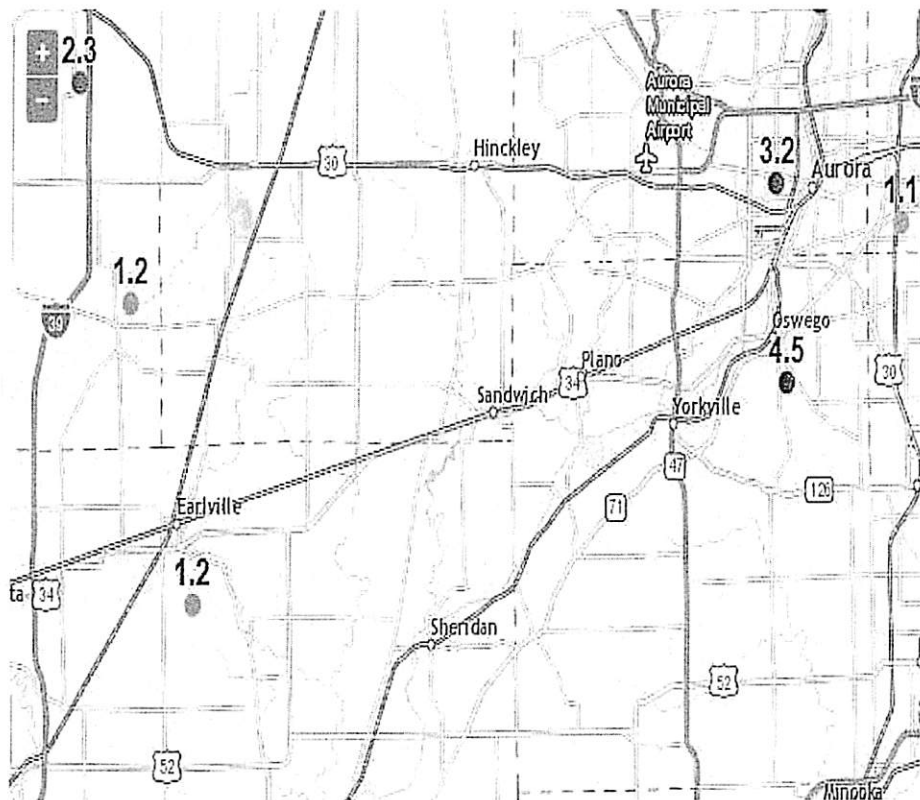 +
2.3
−
Aurora
Municipal
Airport
30
Hinckley
3.2
Aurora
1.1
1.2
39
Oswego
Plano
4.5
34
30
Sandwich
Yorkville
47
126
71
Earlville
1.2
ta
34
Sheridan
52
52
Minooka